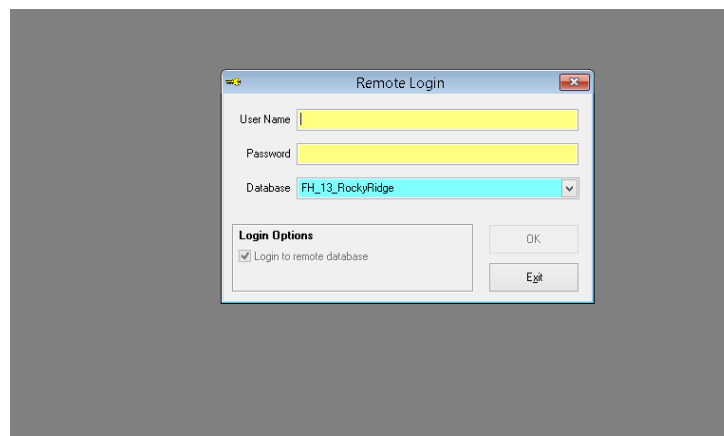 Remote Login
User Name
Password
Database FH_13_RockyRidge
Login Options
Login to remote database
OK
Exit